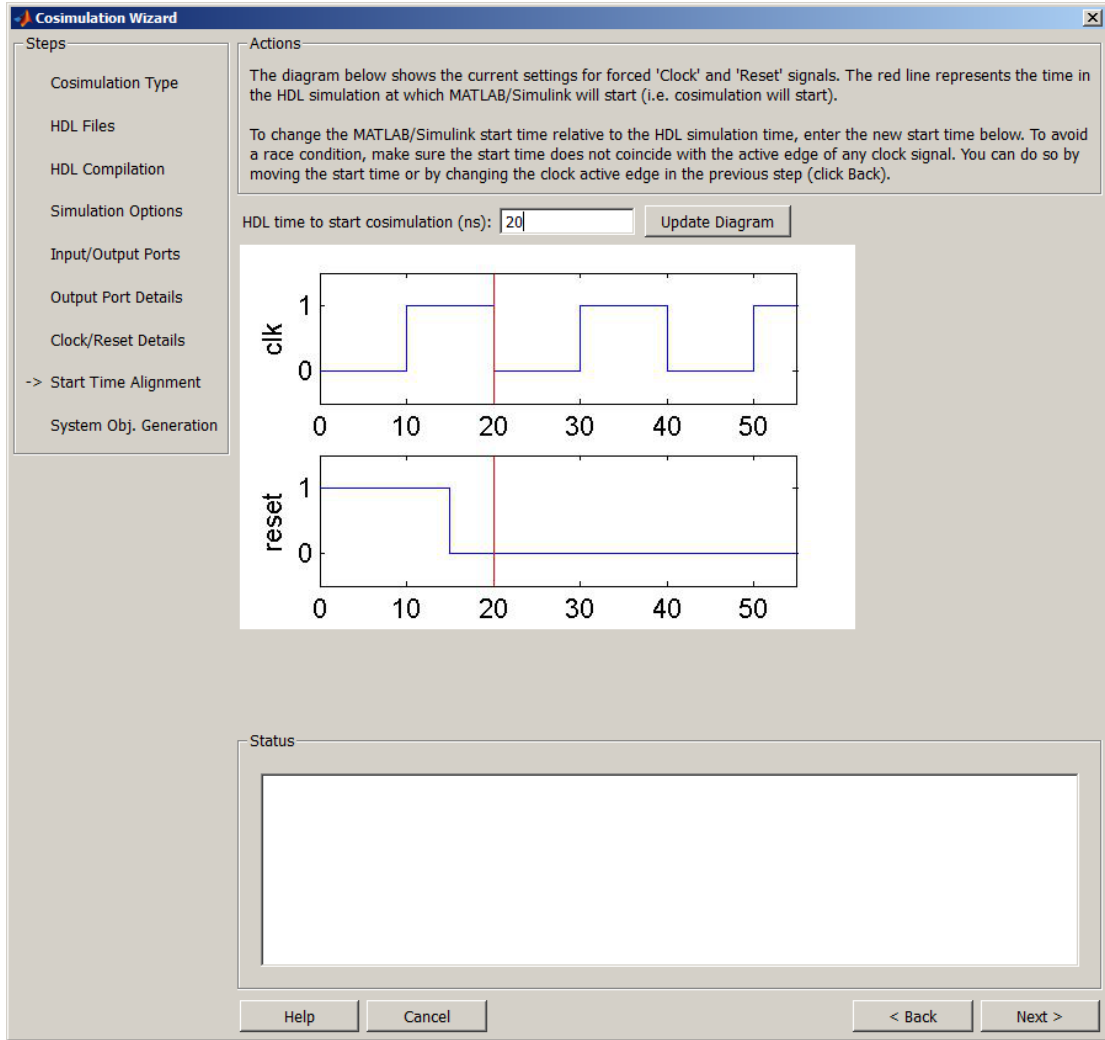 Cosimulation Wizard
Steps
Cosimulation Type
HDL Files
HDL Compilation
Simulation Options
Input/Output Ports
Output Port Details
Clock/Reset Details
-> Start Time Alignment
System Obj. Generation
Actions
The diagram below shows the current settings for forced 'Clock' and 'Reset' signals. The red line represents the time in
the HDL simulation at which MATLAB/Simulink will start (i.e. cosimulation will start).
To change the MATLAB/Simulink start time relative to the HDL simulation time, enter the new start time below. To avoid
a race condition, make sure the start time does not coincide with the active edge of any clock signal. You can do so by
moving the start time or by changing the clock active edge in the previous step (click Back).
HDL time to start cosimulation (ns): 20 Update Diagram
clk
1
0
0 10 20 30 40 50
reset
1
0
0 10 20 30 40 50
Status
Help Cancel < Back Next >